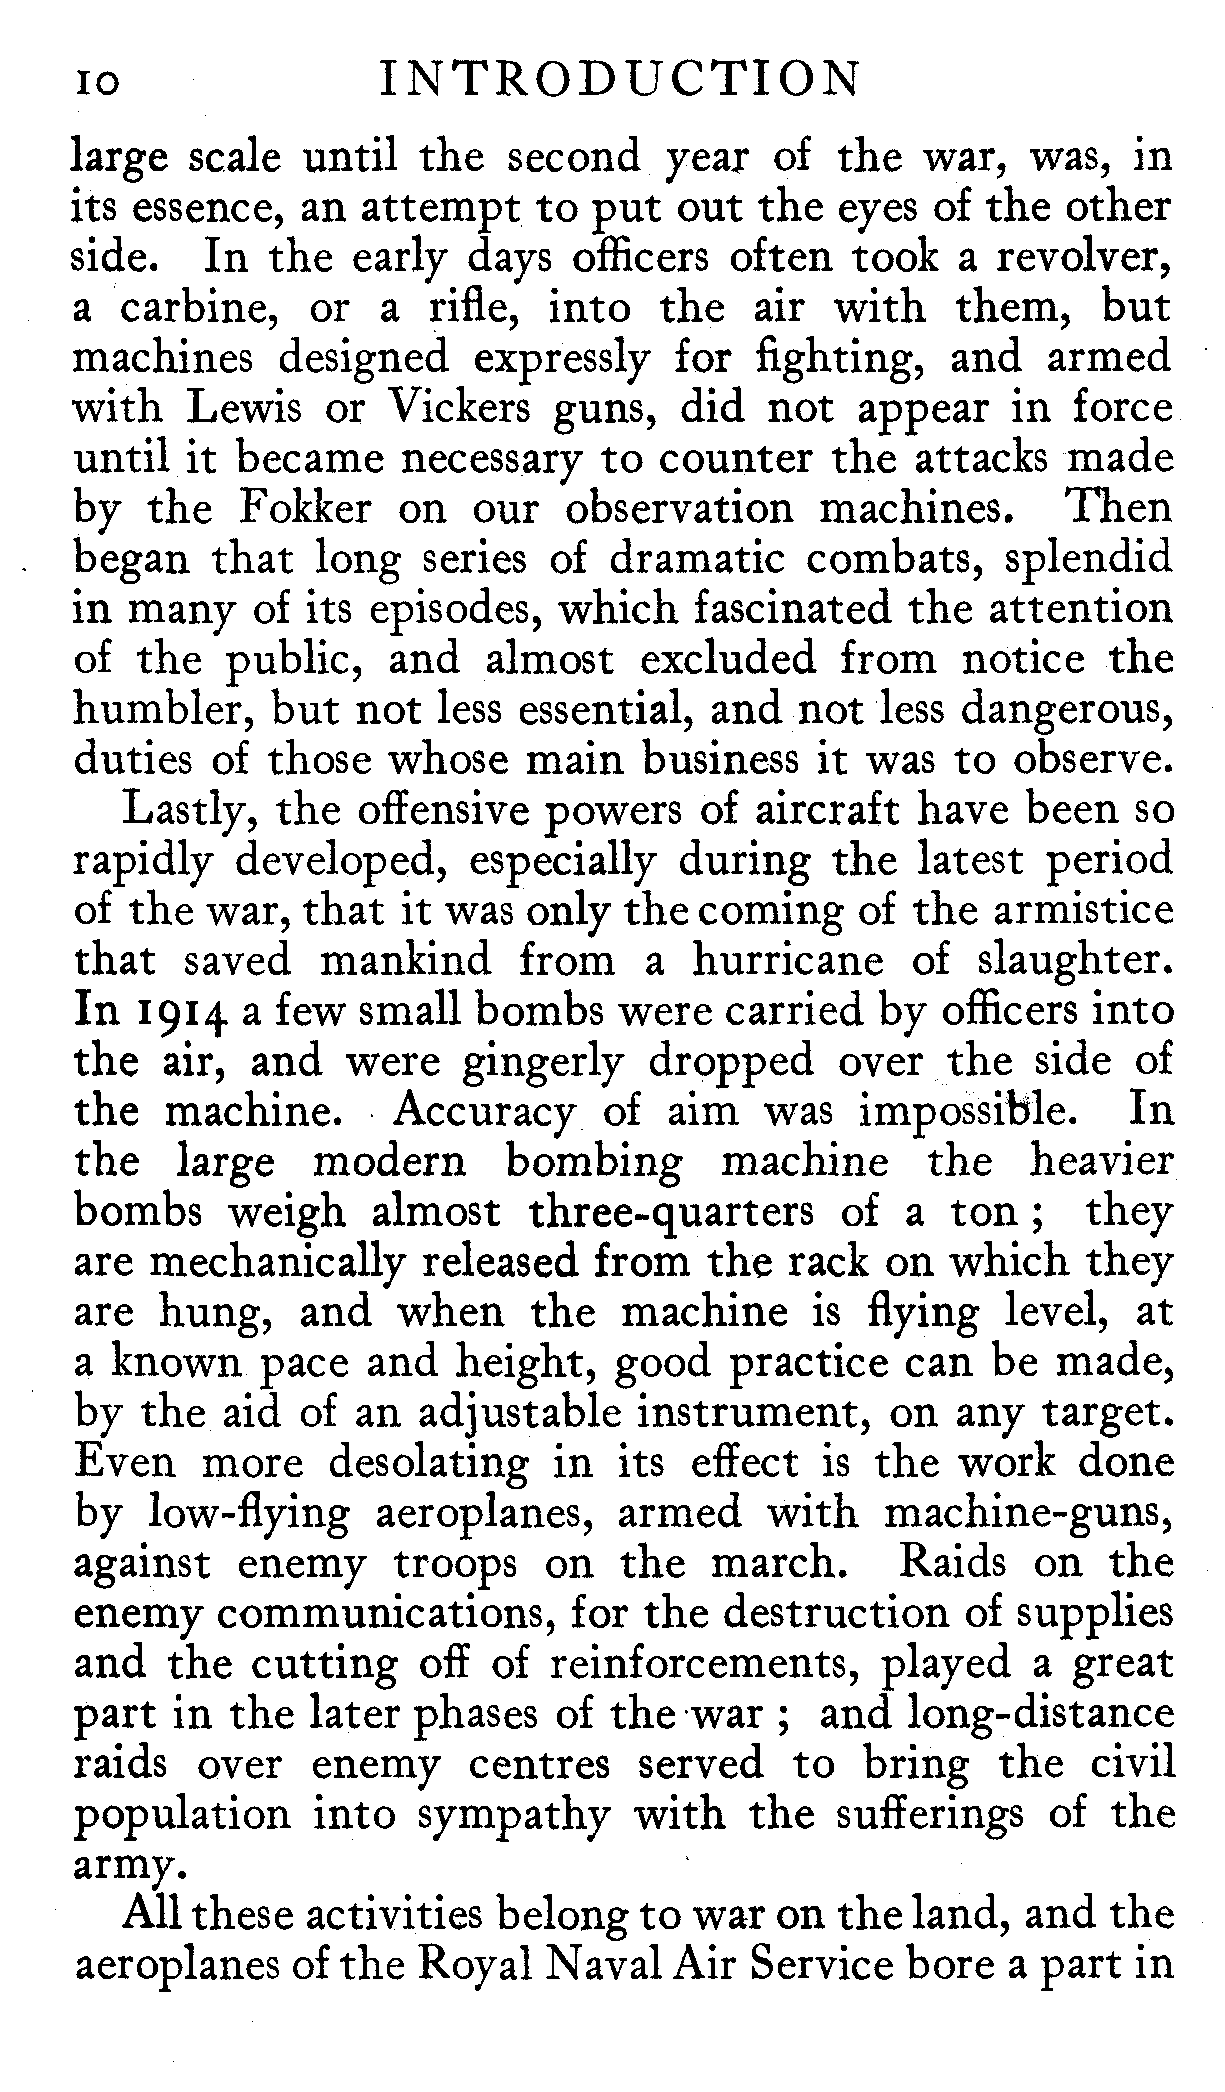 10 INTRODUCTION
large scale until the second year of the war, was, in
its essence, an attempt to put out the eyes of the other
side. In the early days officers often took a revolver,
a carbine, or a rifle, into the air with them, but
machines designed expressly for fighting, and armed
with Lewis or Vickers guns, did not appear in force
until it became necessary to counter the attacks made
by the Fokker on our observation machines. Then
began that long series of dramatic combats, splendid
in many of its episodes, which fascinated the attention
of the public, and almost excluded from notice the
humbler, but not less essential, and not less dangerous,
duties of those whose main business it was to observe.
Lastly, the offensive powers of aircraft have been so
rapidly developed, especially during the latest period
of the war, that it was only the coming of the armistice
that saved mankind from a hurricane of slaughter.
In 1914 a few small bombs were carried by officers into
the air, and were gingerly dropped over the side of
the machine. Accuracy of aim was impossible. In
the large modern bombing machine the heavier
bombs weigh almost three-quarters of a ton ; they
are mechanically released from the rack on which they
are hung, and when the machine is flying level, at
a known pace and height, good practice can be made,
by the aid of an adjustable instrument, on any target.
Even more desolating in its effect is the work done
by low-flying aeroplanes, armed with machine-guns,
against enemy troops on the march. Raids on the
enemy communications, for the destruction of supplies
and the cutting off of reinforcements, played a great
part in the later phases of the war ; and long-distance
raids over enemy centres served to bring the civil
population into sympathy with the sufferings of the
army.
All these activities belong to war on the land, and the
aeroplanes of the Royal Naval Air Service bore a part in